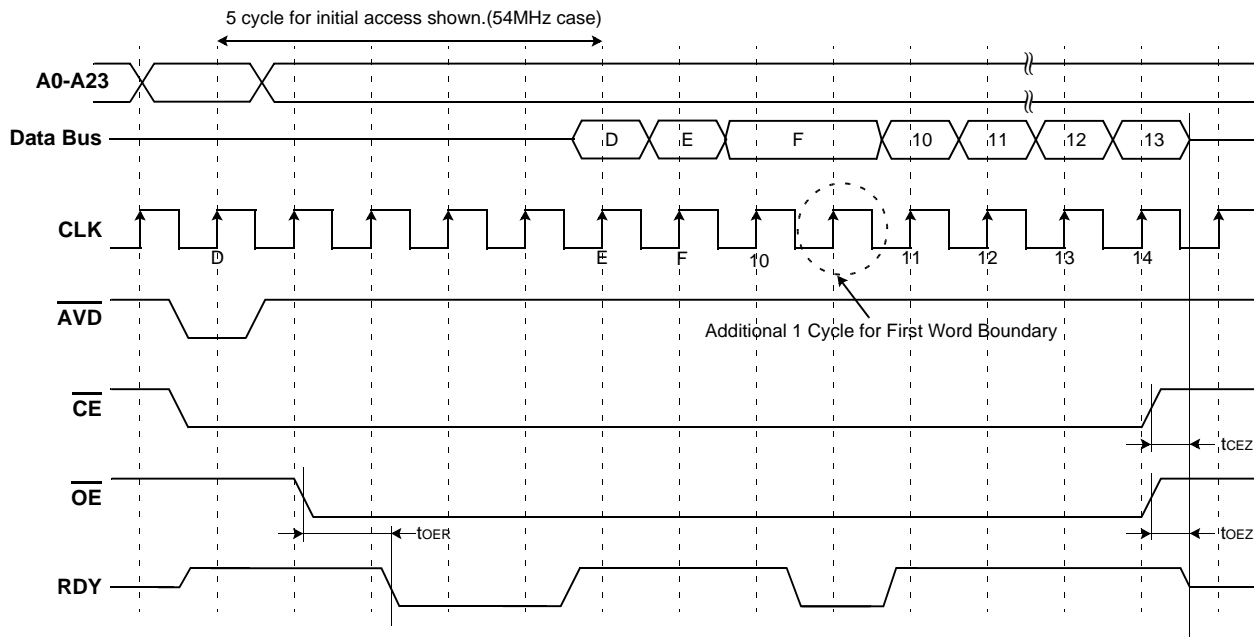 5 cycle for initial access shown.(54MHz case)
A0-A23
Data Bus
D E F 10 11 12 13
CLK
D E F 10 11 12 13 14
AVD
Additional 1 Cycle for First Word Boundary
CE
tCEZ
OE
tOER
tOEZ
RDY